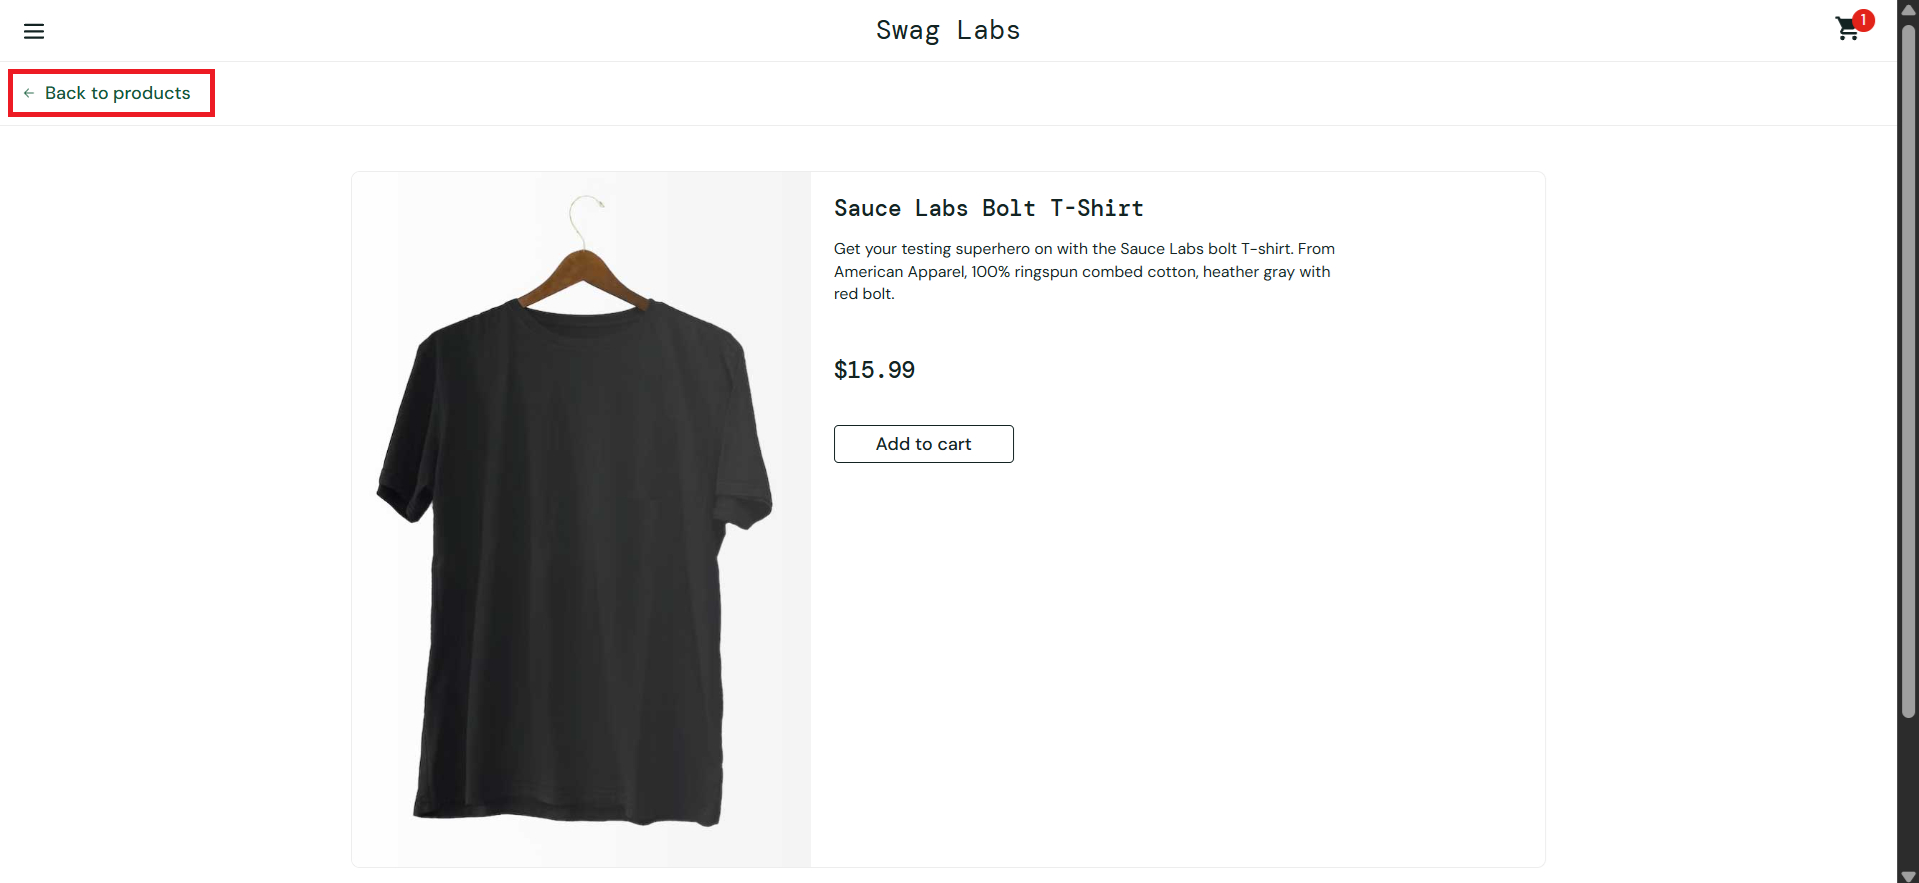 Swag Labs
1
← Back to products
Sauce Labs Bolt T-Shirt
Get your testing superhero on with the Sauce Labs bolt T-shirt. From
American Apparel, 100% ringspun combed cotton, heather gray with
red bolt.
$15.99
Add to cart